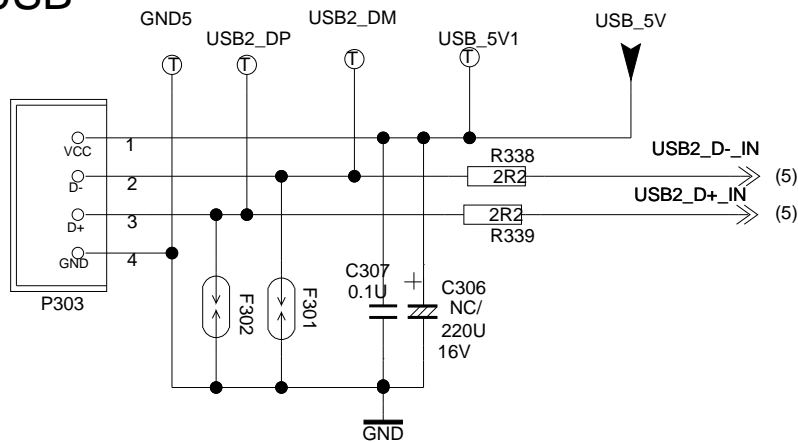 USB
GND5
USB2_DP
USB2_DM
USB_5V1
USB_5V
T
T
T
T
VCC
1
D-
2
D+
3
GND
4
P303
R338
2R2
USB2_D-_IN
(5)
USB2_D+_IN
2R2
(5)
R339
F302
F301
C307
0.1U
+
C306
NC/
220U
16V
GND